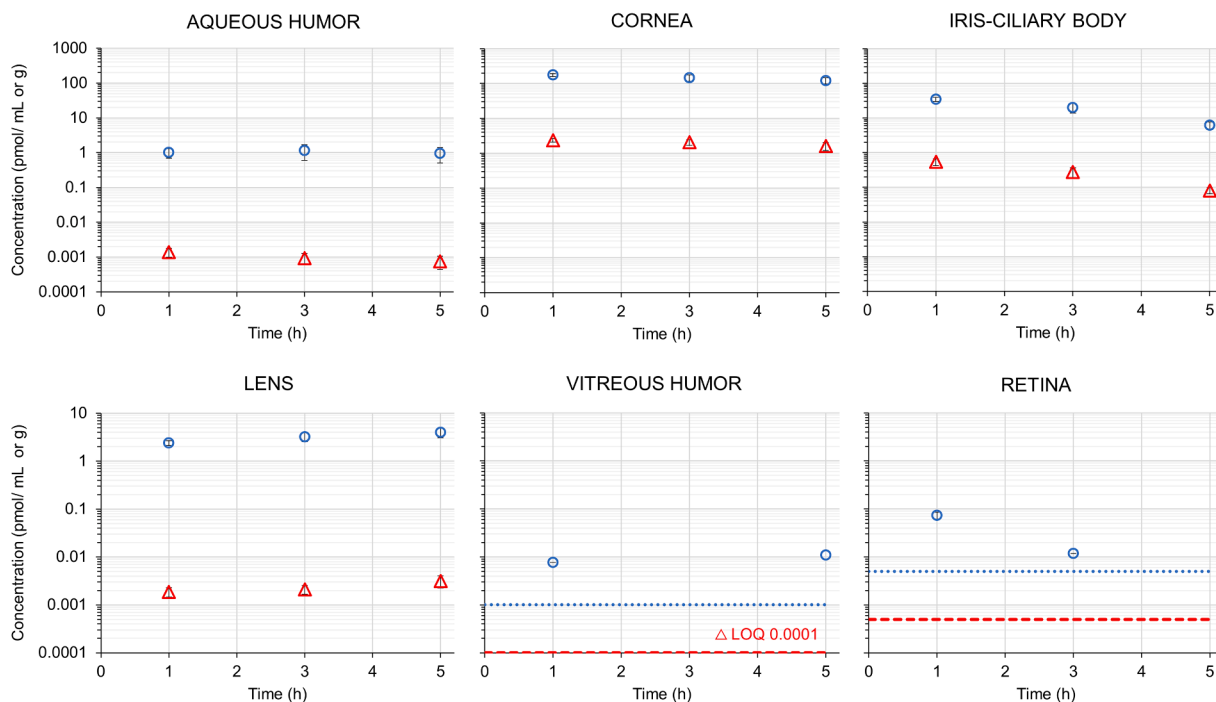 AQUEOUS HUMOR
CORNEA
IRIS-CILIARY BODY
Concentration (pmol/ mL or g)
1000
100
10
1
0.1
0.01
0.001
0.0001
0 1 2 3 4 5
0 1 2 3 4 5
0 1 2 3 4 5
Time (h)
Time (h)
Time (h)
LENS
VITREOUS HUMOR
RETINA
Concentration (pmol/ mL or g)
10
1
0.1
0.01
0.001
0.0001
△ LOQ 0.0001
0 1 2 3 4 5
0 1 2 3 4 5
0 1 2 3 4 5
Time (h)
Time (h)
Time (h)